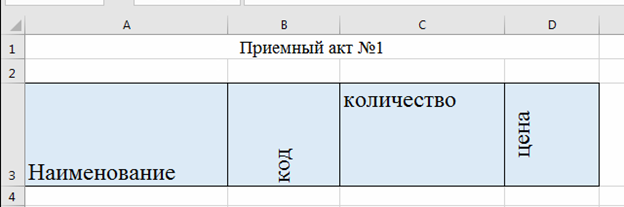 A B C D
1 Приемный акт №1
2
3 Наименование код количество цена
4